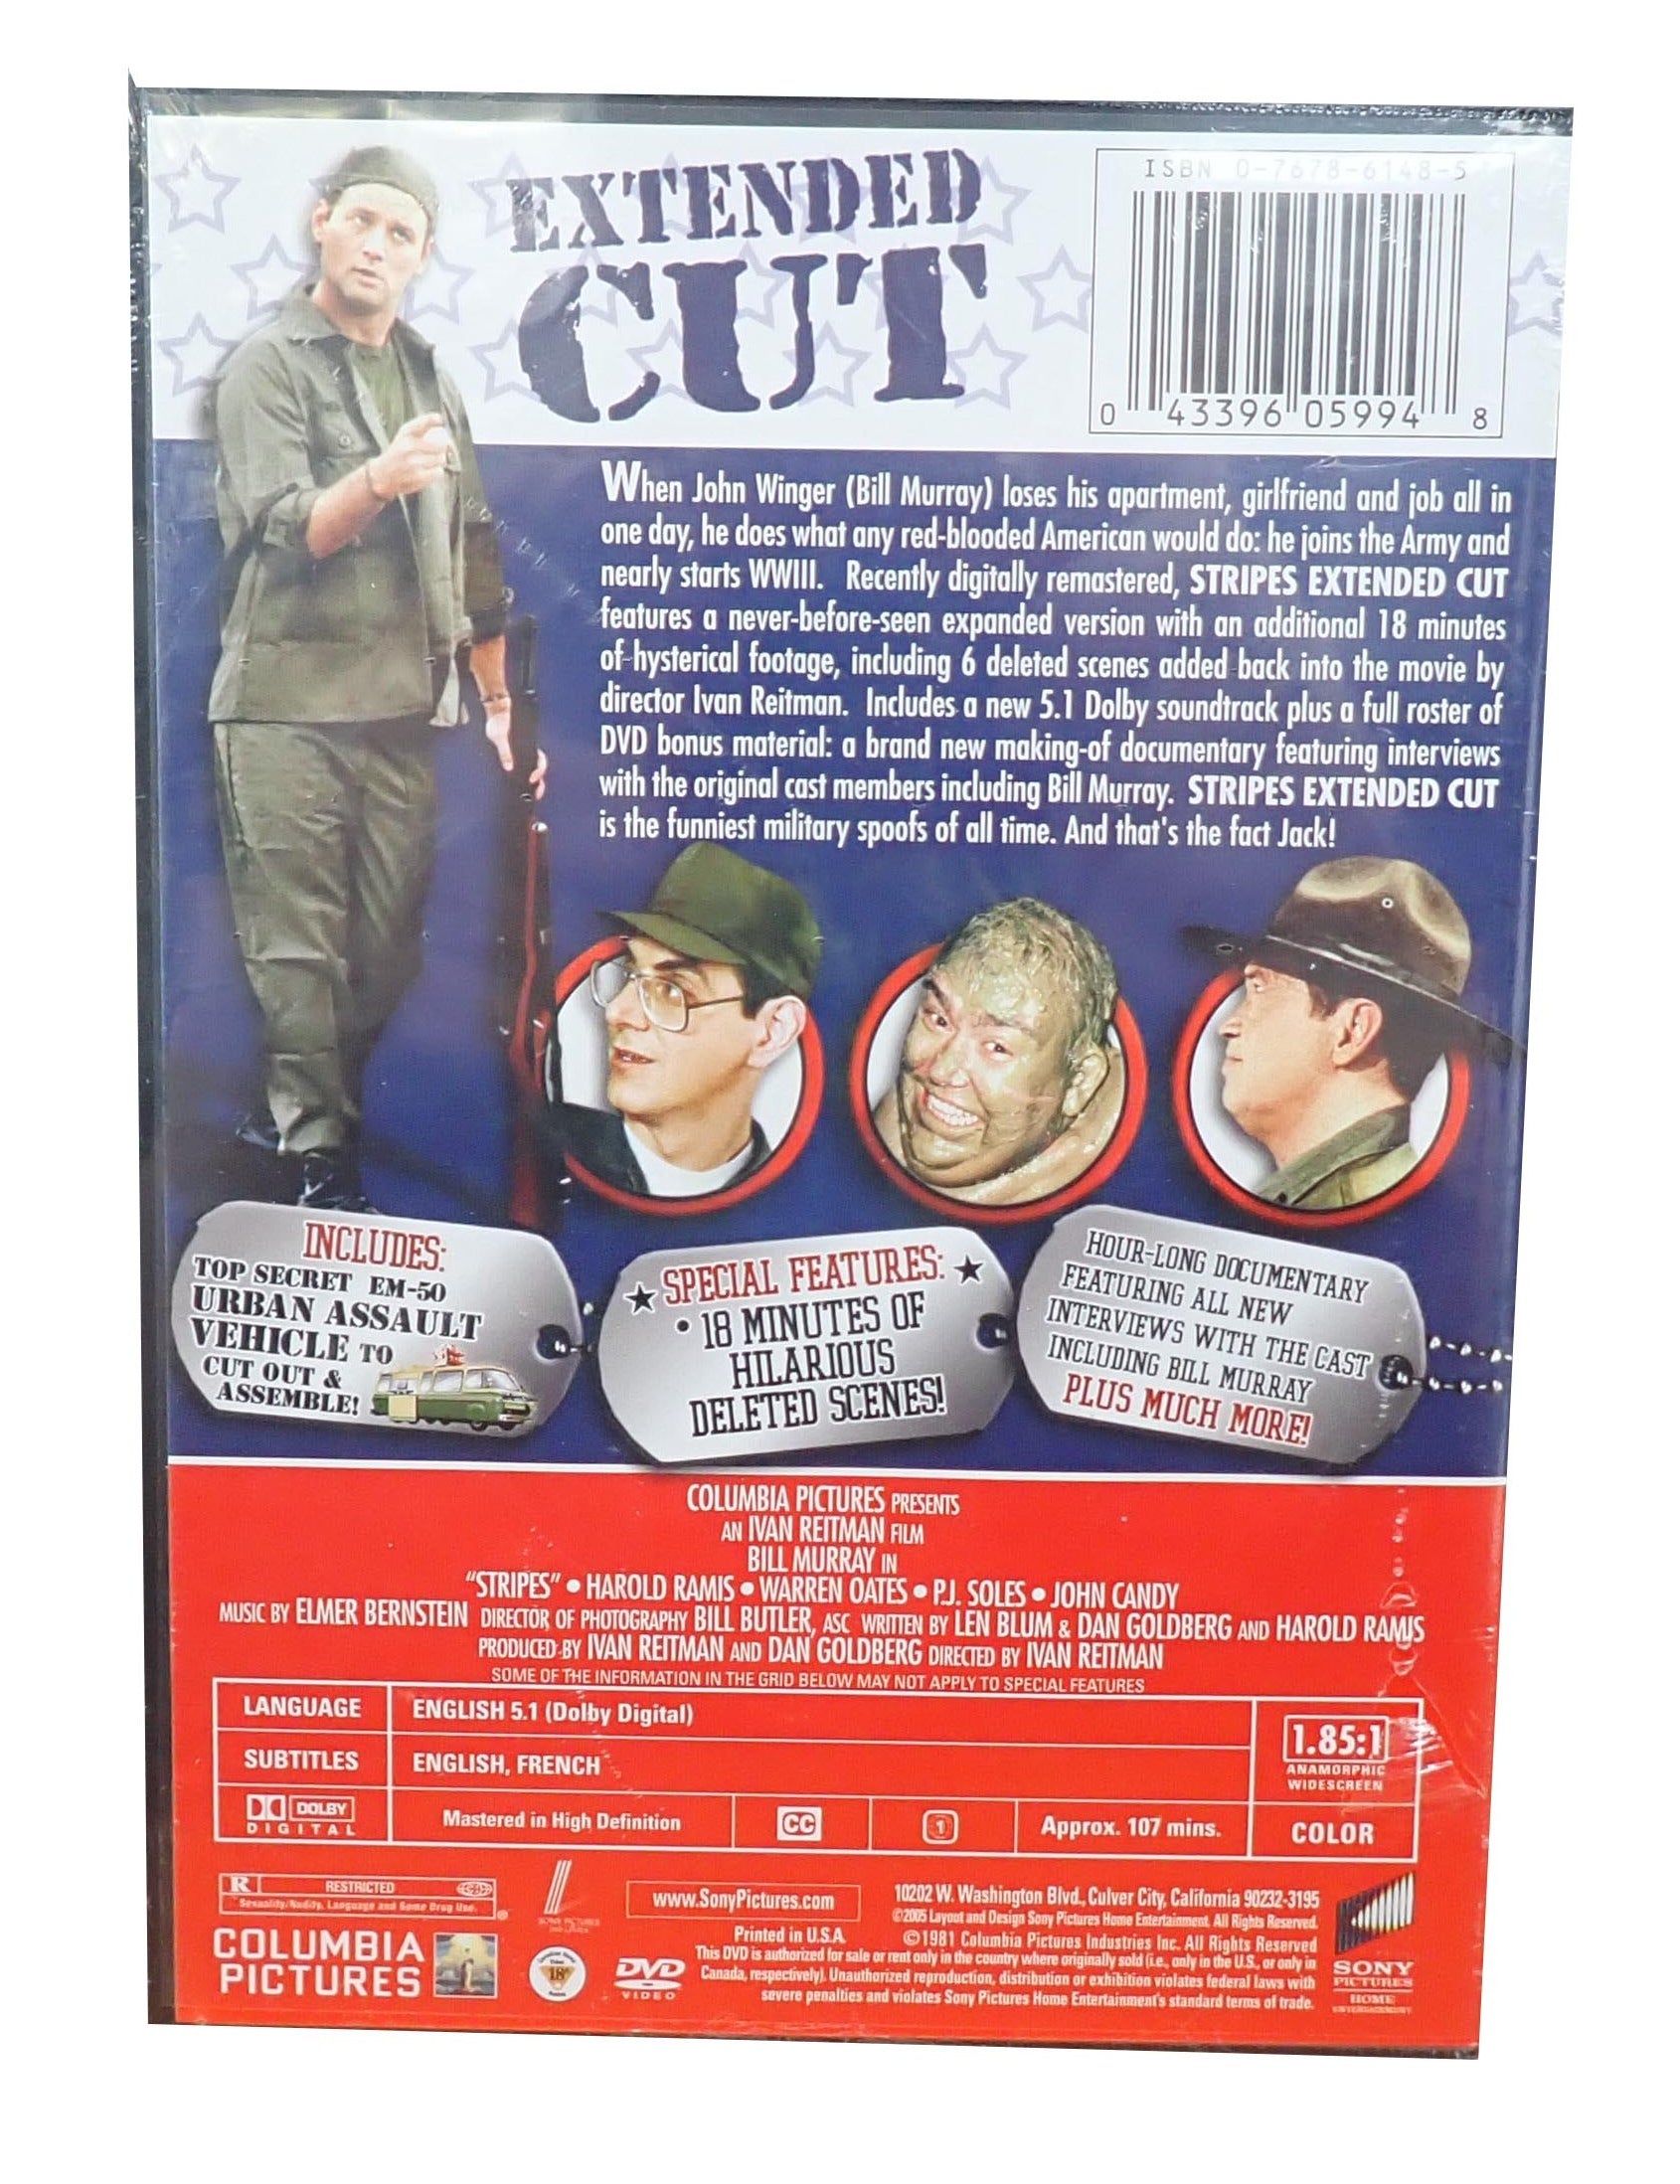 EXTENDED
CUT
ISBN 0-7678-6148-5
0 43396 05994 8
When John Winger (Bill Murray) loses his apartment, girlfriend and job all in
one day, he does what any red-blooded American would do: he joins the Army and
nearly starts WWIII. Recently digitally remastered, STRIPES EXTENDED CUT
features a never-before-seen expanded version with an additional 18 minutes
of hysterical footage, including 6 deleted scenes added back into the movie by
director Ivan Reitman. Includes a new 5.1 Dolby soundtrack plus a full roster of
DVD bonus material: a brand new making-of documentary featuring interviews
with the original cast members including Bill Murray. STRIPES EXTENDED CUT
is the funniest military spoofs of all time. And that's the fact Jack!
INCLUDES:
TOP SECRET EM-50
URBAN ASSAULT
VEHICLE TO
CUT OUT &
ASSEMBLE!
★ SPECIAL FEATURES: ★
• 18 MINUTES OF
HILARIOUS
DELETED SCENES!
HOUR-LONG DOCUMENTARY
FEATURING ALL NEW
INTERVIEWS WITH THE CAST
INCLUDING BILL MURRAY
PLUS MUCH MORE!
COLUMBIA PICTURES PRESENTS
AN IVAN REITMAN FILM
BILL MURRAY IN
"STRIPES" • HAROLD RAMIS • WARREN OATES • P.J. SOLES • JOHN CANDY
MUSIC BY ELMER BERNSTEIN DIRECTOR OF PHOTOGRAPHY BILL BUTLER, ASC WRITTEN BY LEN BLUM & DAN GOLDBERG AND HAROLD RAMIS
PRODUCED BY IVAN REITMAN AND DAN GOLDBERG DIRECTED BY IVAN REITMAN
SOME OF THE INFORMATION IN THE GRID BELOW MAY NOT APPLY TO SPECIAL FEATURES
LANGUAGE ENGLISH 5.1 (Dolby Digital)
SUBTITLES ENGLISH, FRENCH
1.85:1
ANAMORPHIC
WIDESCREEN
DOLBY
DIGITAL
Mastered in High Definition CC 1 Approx. 107 mins. COLOR
R RESTRICTED
Sexuality/Nudity, Language and Some Drug Use.
www.SonyPictures.com
10202 W. Washington Blvd., Culver City, California 90232-3195
©2005 Layout and Design Sony Pictures Home Entertainment. All Rights Reserved.
Printed in U.S.A. ©1981 Columbia Pictures Industries Inc. All Rights Reserved
This DVD is authorized for sale or rent only in the country where originally sold (i.e., only in the U.S., or only in
Canada, respectively). Unauthorized reproduction, distribution or exhibition violates federal laws with
severe penalties and violates Sony Pictures Home Entertainment's standard terms of trade.
COLUMBIA
PICTURES
18
DVD
VIDEO
SONY
PICTURES
HOME
ENTERTAINMENT